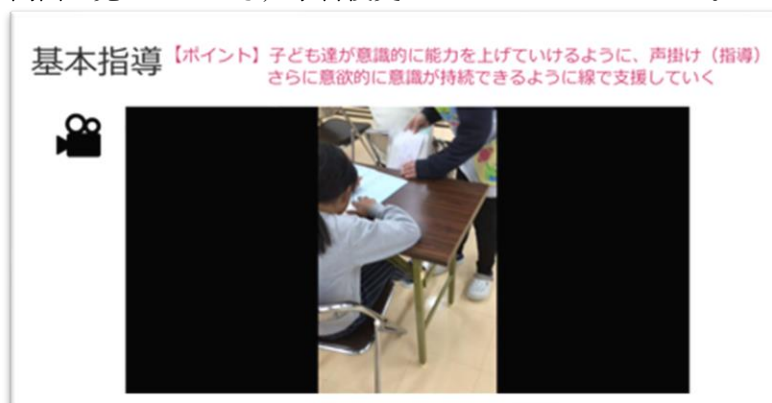 基本指導【ポイント】子ども達が意識的に能力を上げていけるように、声掛け（指導）
さらに意欲的に意識が持続できるように線で支援していく